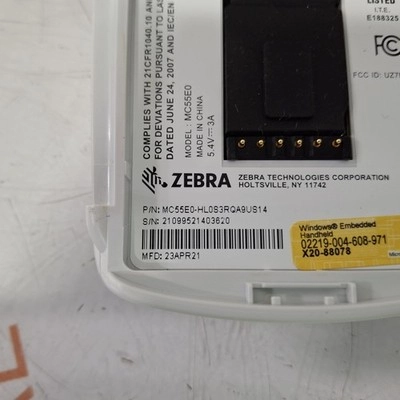 COMPLIES WITH 21CFR1040.10 AN
FOR DEVIATIONS PURSUANT TO LA
DATED JUNE 24, 2007 AND IEC/EN
MODEL: MC55E0
MADE IN CHINA
5.4V⎓3A
LISTED
I.T.E.
E188325
FC
FCC ID: UZ7
ZEBRA
ZEBRA TECHNOLOGIES CORPORATION
HOLTSVILLE, NY 11742
P/N: MC55E0-HL0S3RQA9US14
S/N: 21099521403620
MFD: 23APR21
Windows® Embedded
Handheld
02219-004-608-971
X20-88078